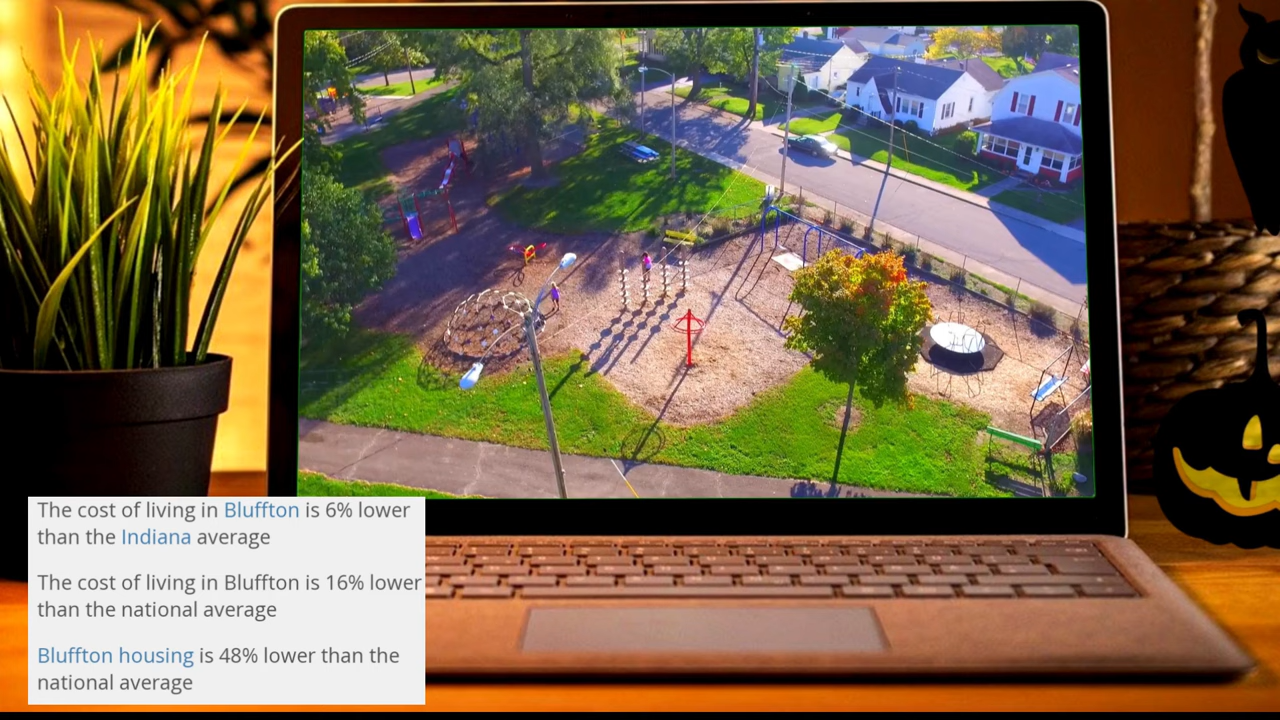 The cost of living in Bluffton is 6% lower
than the Indiana average
The cost of living in Bluffton is 16% lower
than the national average
Bluffton housing is 48% lower than the
national average